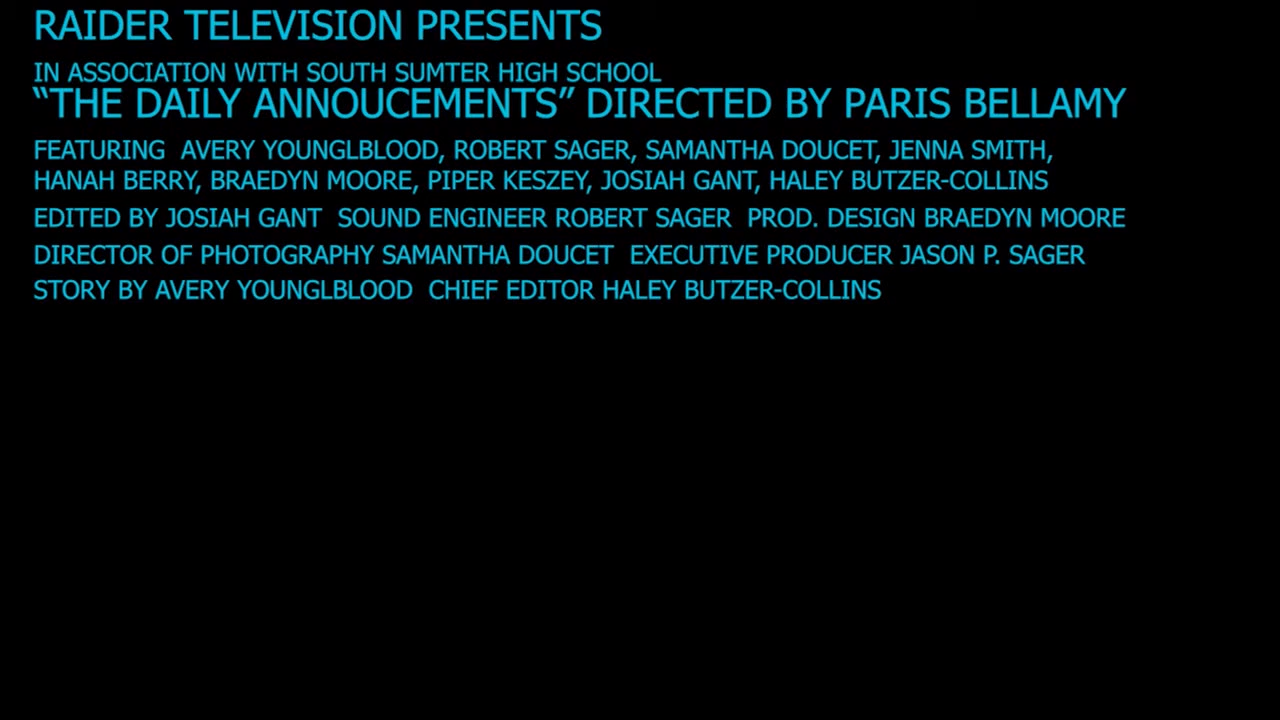 RAIDER TELEVISION PRESENTS
IN ASSOCIATION WITH SOUTH SUMTER HIGH SCHOOL
“THE DAILY ANNOUCEMENTS” DIRECTED BY PARIS BELLAMY
FEATURING  AVERY YOUNGLBLOOD, ROBERT SAGER, SAMANTHA DOUCET, JENNA SMITH,
HANAH BERRY, BRAEDYN MOORE, PIPER KESZEY, JOSIAH GANT, HALEY BUTZER-COLLINS
EDITED BY JOSIAH GANT  SOUND ENGINEER ROBERT SAGER  PROD. DESIGN BRAEDYN MOORE
DIRECTOR OF PHOTOGRAPHY SAMANTHA DOUCET  EXECUTIVE PRODUCER JASON P. SAGER
STORY BY AVERY YOUNGLBLOOD  CHIEF EDITOR HALEY BUTZER-COLLINS